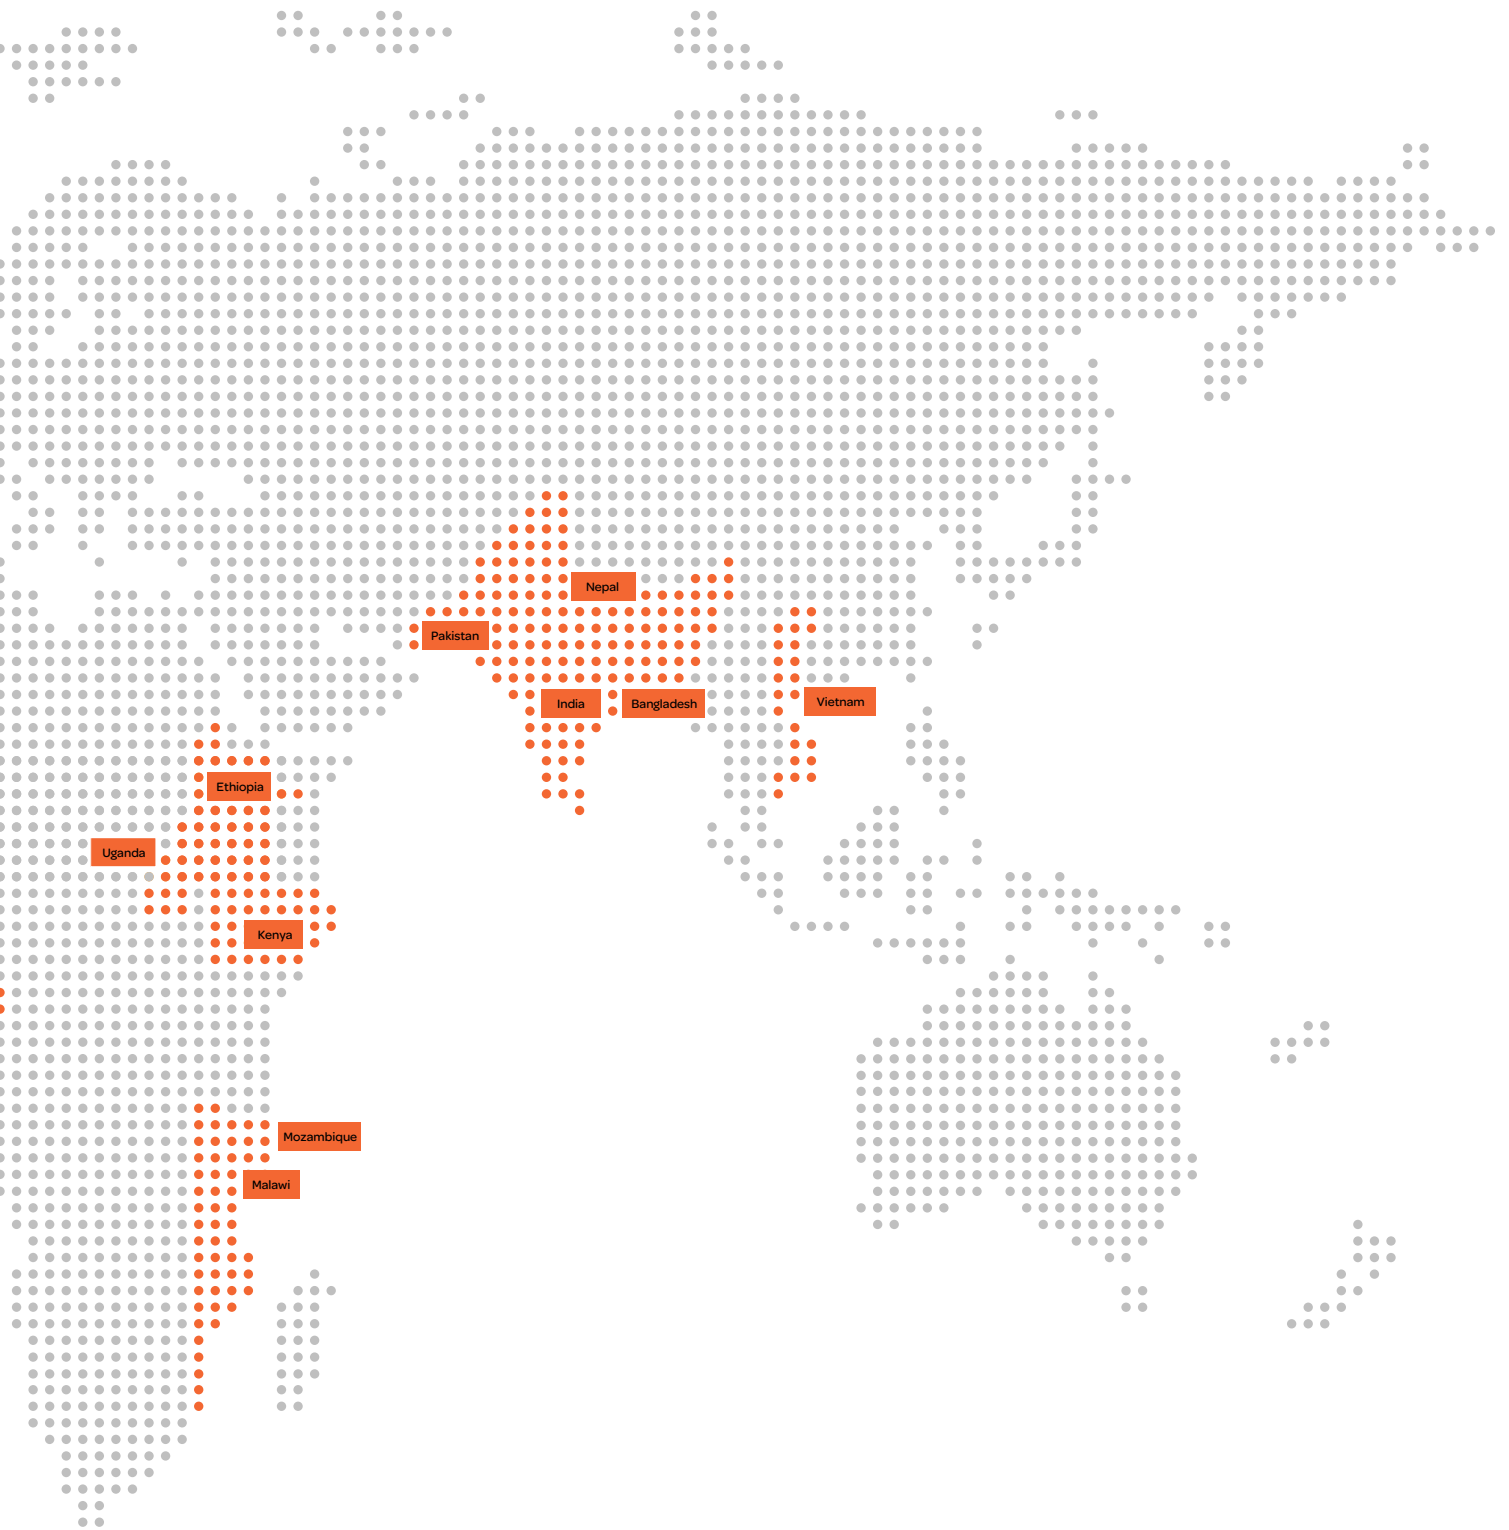 Nepal
Pakistan
India
Bangladesh
Vietnam
Ethiopia
Uganda
Kenya
Mozambique
Malawi